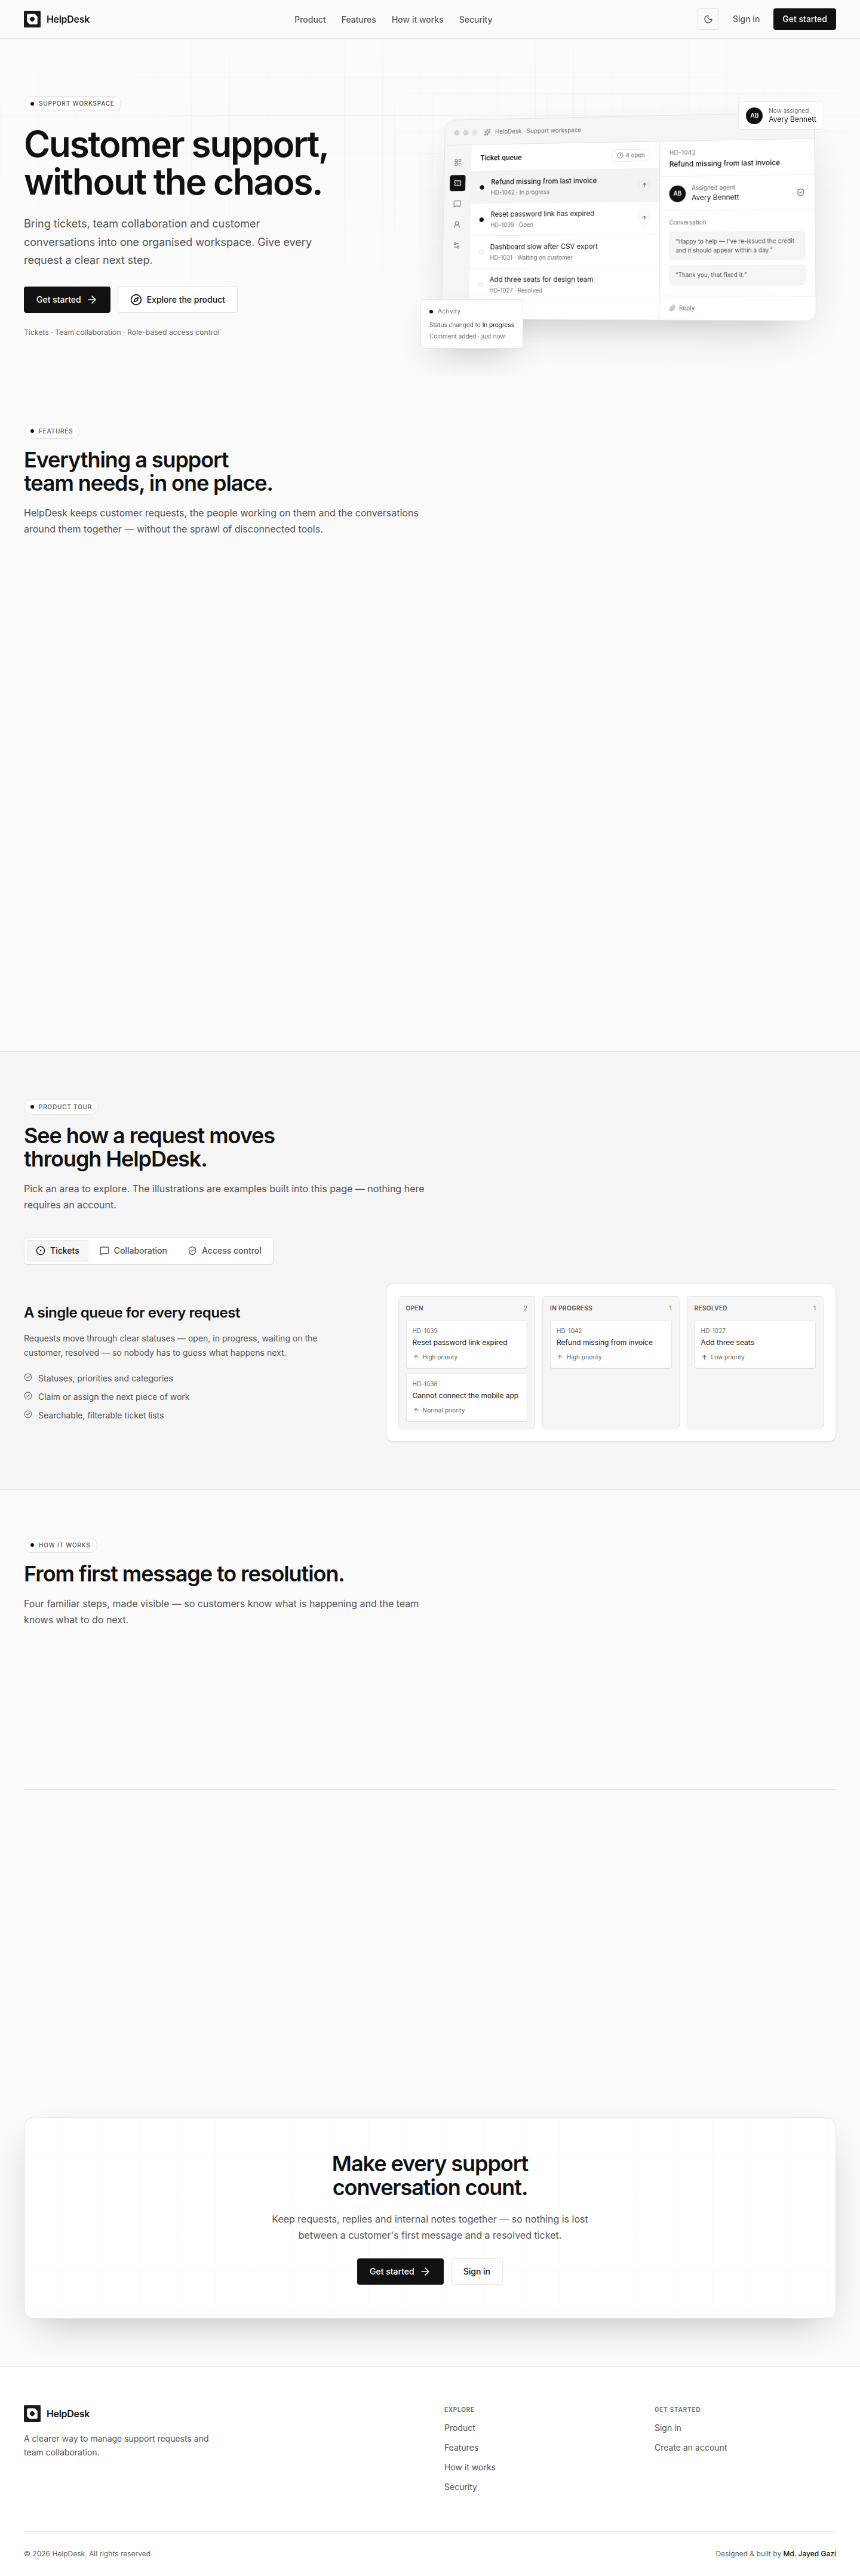 HelpDesk
Product
Features
How it works
Security
Sign in
Get started
SUPPORT WORKSPACE
Customer support,
without the chaos.
Bring tickets, team collaboration and customer
conversations into one organised workspace. Give every
request a clear next step.
Get started
Explore the product
Tickets · Team collaboration · Role-based access control
HelpDesk · Support workspace
Now assigned
AB
Avery Bennett
Ticket queue
4 open
Refund missing from last invoice
HD-1042 · In progress
Reset password link has expired
HD-1039 · Open
Dashboard slow after CSV export
HD-1031 · Waiting on customer
Add three seats for design team
HD-1027 · Resolved
HD-1042
Refund missing from last invoice
AB
Assigned agent
Avery Bennett
Conversation
"Happy to help — I've re-issued the credit
and it should appear within a day."
"Thank you, that fixed it."
Reply
Activity
Status changed to In progress
Comment added · just now
FEATURES
Everything a support
team needs, in one place.
HelpDesk keeps customer requests, the people working on them and the conversations
around them together — without the sprawl of disconnected tools.
PRODUCT TOUR
See how a request moves
through HelpDesk.
Pick an area to explore. The illustrations are examples built into this page — nothing here
requires an account.
Tickets
Collaboration
Access control
A single queue for every request
Requests move through clear statuses — open, in progress, waiting on the
customer, resolved — so nobody has to guess what happens next.
Statuses, priorities and categories
Claim or assign the next piece of work
Searchable, filterable ticket lists
OPEN 2
HD-1039
Reset password link expired
High priority
HD-1036
Cannot connect the mobile app
Normal priority
IN PROGRESS 1
HD-1042
Refund missing from invoice
High priority
RESOLVED 1
HD-1027
Add three seats
Low priority
HOW IT WORKS
From first message to resolution.
Four familiar steps, made visible — so customers know what is happening and the team
knows what to do next.
Make every support
conversation count.
Keep requests, replies and internal notes together — so nothing is lost
between a customer's first message and a resolved ticket.
Get started
Sign in
HelpDesk
A clearer way to manage support requests and
team collaboration.
EXPLORE
Product
Features
How it works
Security
GET STARTED
Sign in
Create an account
© 2026 HelpDesk. All rights reserved.
Designed & built by Md. Jayed Gazi